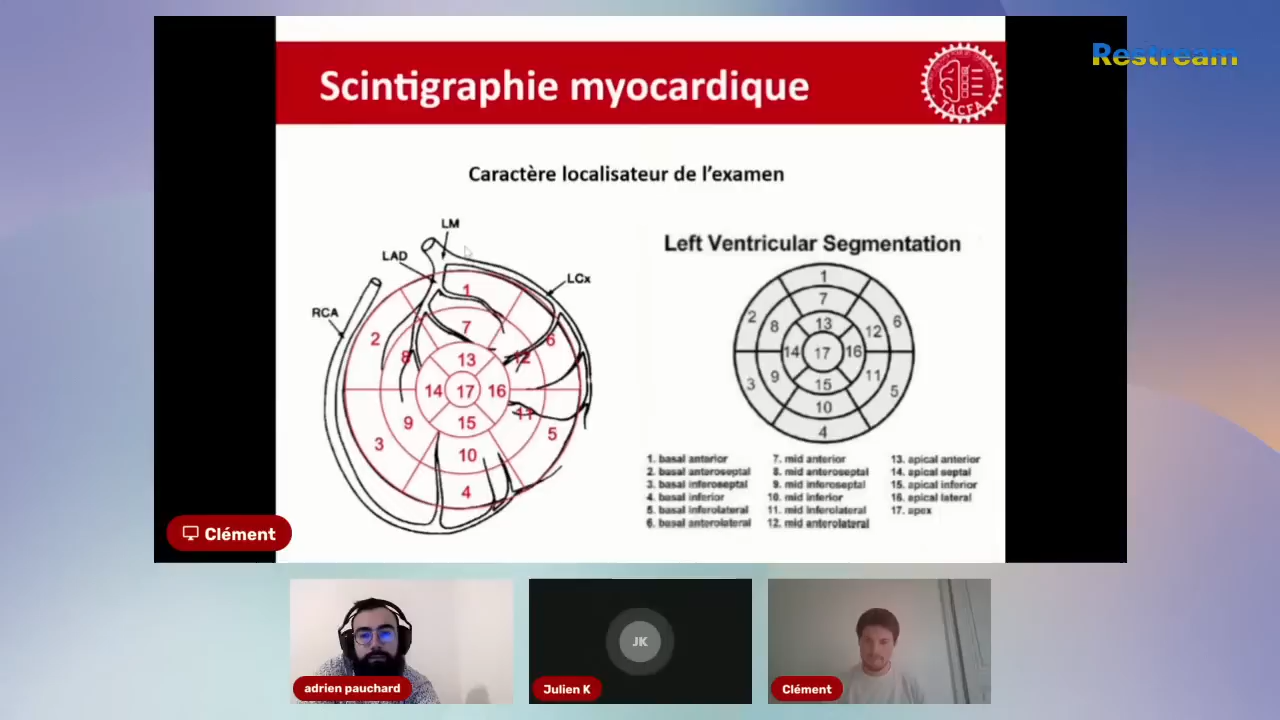 Restream
Scintigraphie myocardique
TACFA
Caractère localisateur de l'examen
LM
LAD
LCx
RCA
1
2
6
7
8
12
13
14
17
16
9
11
15
3
5
10
4
Left Ventricular Segmentation
1
7
2
6
8
13
12
14
17
16
3
9
15
11
5
10
4
1. basal anterior
2. basal anteroseptal
3. basal inferoseptal
4. basal inferior
5. basal inferolateral
6. basal anterolateral
7. mid anterior
8. mid anteroseptal
9. mid inferoseptal
10. mid inferior
11. mid inferolateral
12. mid anterolateral
13. apical anterior
14. apical septal
15. apical inferior
16. apical lateral
17. apex
Clément
JK
adrien pauchard
Julien K
Clément